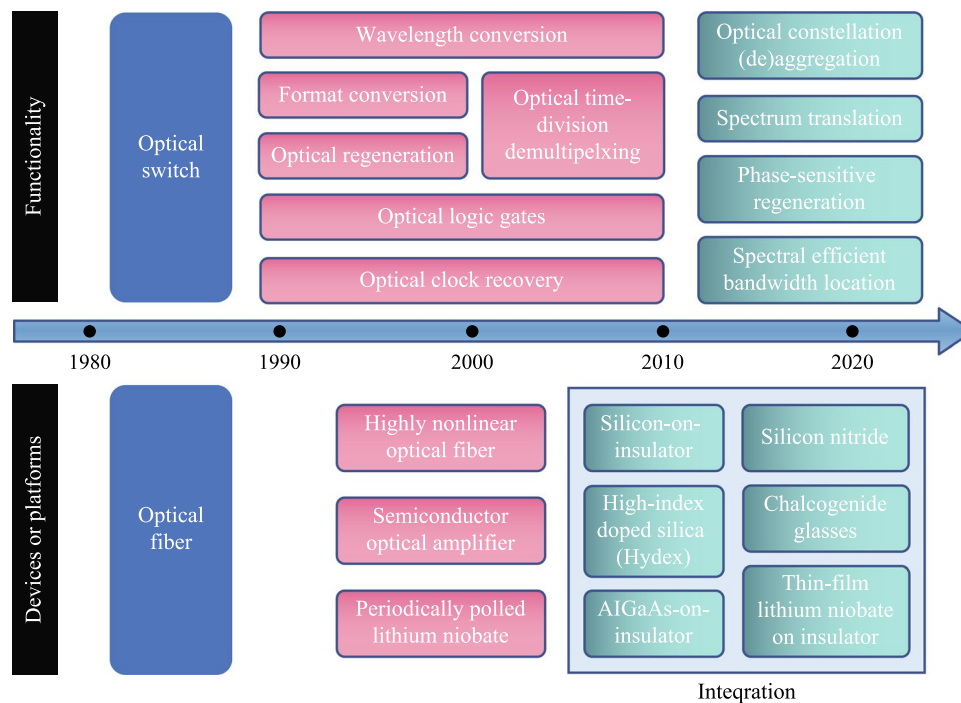 Functionality
Optical
switch
Wavelength conversion
Format conversion
Optical regeneration
Optical time-
division
demultipelxing
Optical logic gates
Optical clock recovery
Optical constellation
(de)aggregation
Spectrum translation
Phase-sensitive
regeneration
Spectral efficient
bandwidth location
1980
1990
2000
2010
2020
Devices or platforms
Optical
fiber
Highly nonlinear
optical fiber
Semiconductor
optical amplifier
Periodically polled
lithium niobate
Silicon-on-
insulator
High-index
doped silica
(Hydex)
AIGaAs-on-
insulator
Silicon nitride
Chalcogenide
glasses
Thin-film
lithium niobate
on insulator
Inteqration